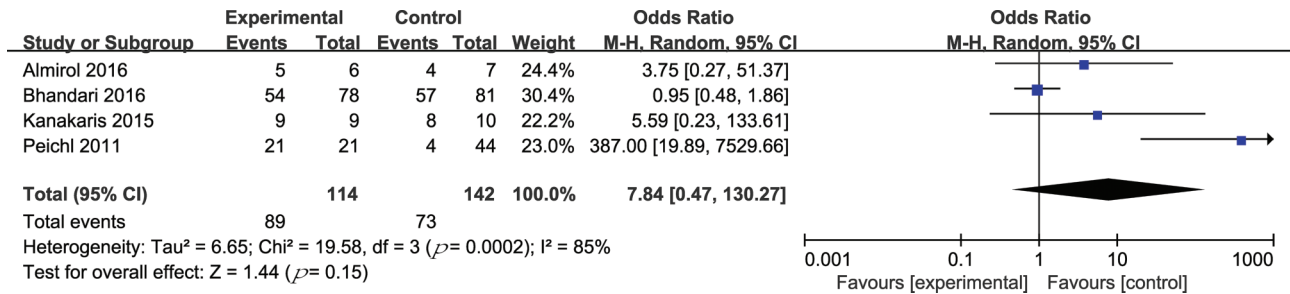 Experimental Control Odds Ratio Odds Ratio
Study or Subgroup Events Total Events Total Weight M-H, Random, 95% CI M-H, Random, 95% CI
Almirol 2016 5 6 4 7 24.4% 3.75 [0.27, 51.37]
Bhandari 2016 54 78 57 81 30.4% 0.95 [0.48, 1.86]
Kanakaris 2015 9 9 8 10 22.2% 5.59 [0.23, 133.61]
Peichl 2011 21 21 4 44 23.0% 387.00 [19.89, 7529.66]
Total (95% CI) 114 142 100.0% 7.84 [0.47, 130.27]
Total events 89 73
Heterogeneity: Tau² = 6.65; Chi² = 19.58, df = 3 (p= 0.0002); I² = 85%
Test for overall effect: Z = 1.44 (p= 0.15)
0.001 0.1 1 10 1000
Favours [experimental] Favours [control]